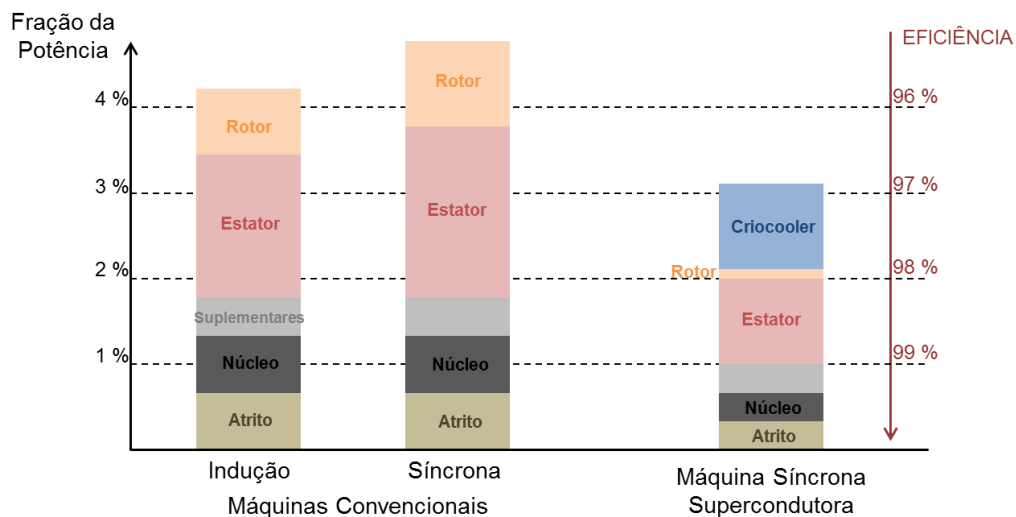 Fração da
Potência
EFICIÊNCIA
4 %
3 %
2 %
1 %
Rotor
Estator
Suplementares
Núcleo
Atrito
Rotor
Estator
Núcleo
Atrito
Criocooler
Rotor
Estator
Núcleo
Atrito
96 %
97 %
98 %
99 %
Indução
Síncrona
Máquinas Convencionais
Máquina Síncrona
Supercondutora